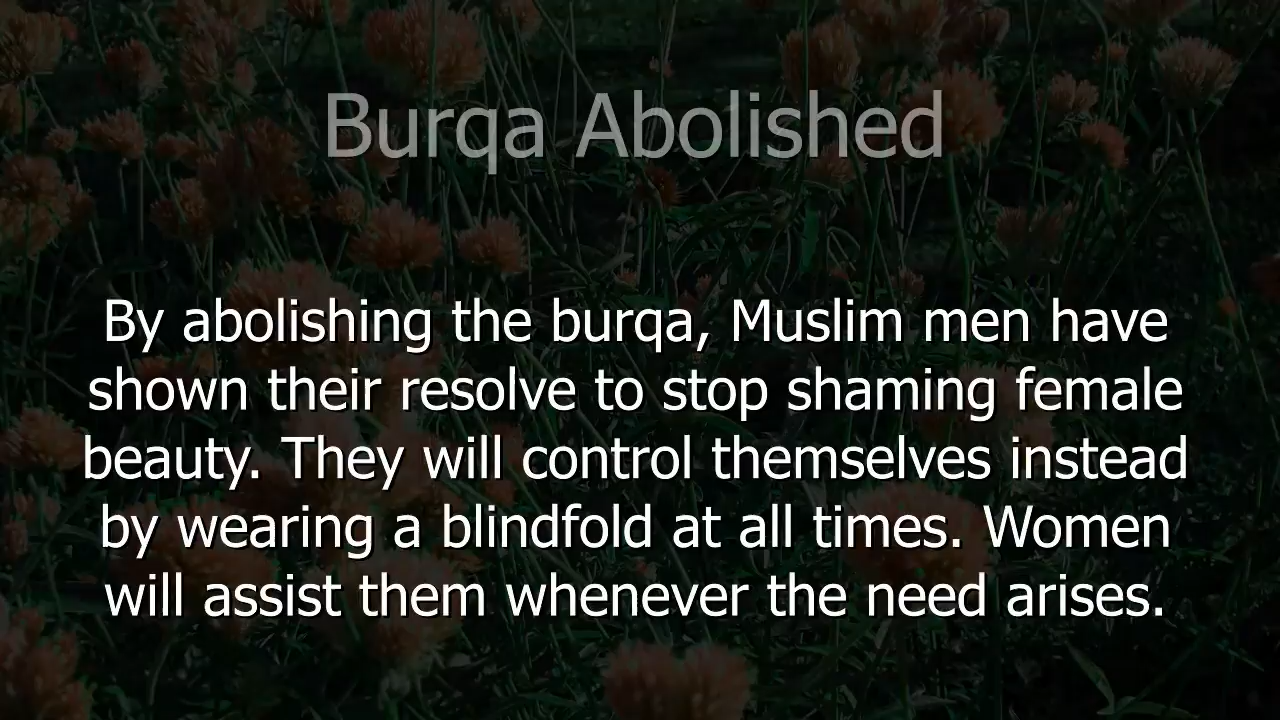 Burqa Abolished
By abolishing the burqa, Muslim men have
shown their resolve to stop shaming female
beauty. They will control themselves instead
by wearing a blindfold at all times. Women
will assist them whenever the need arises.